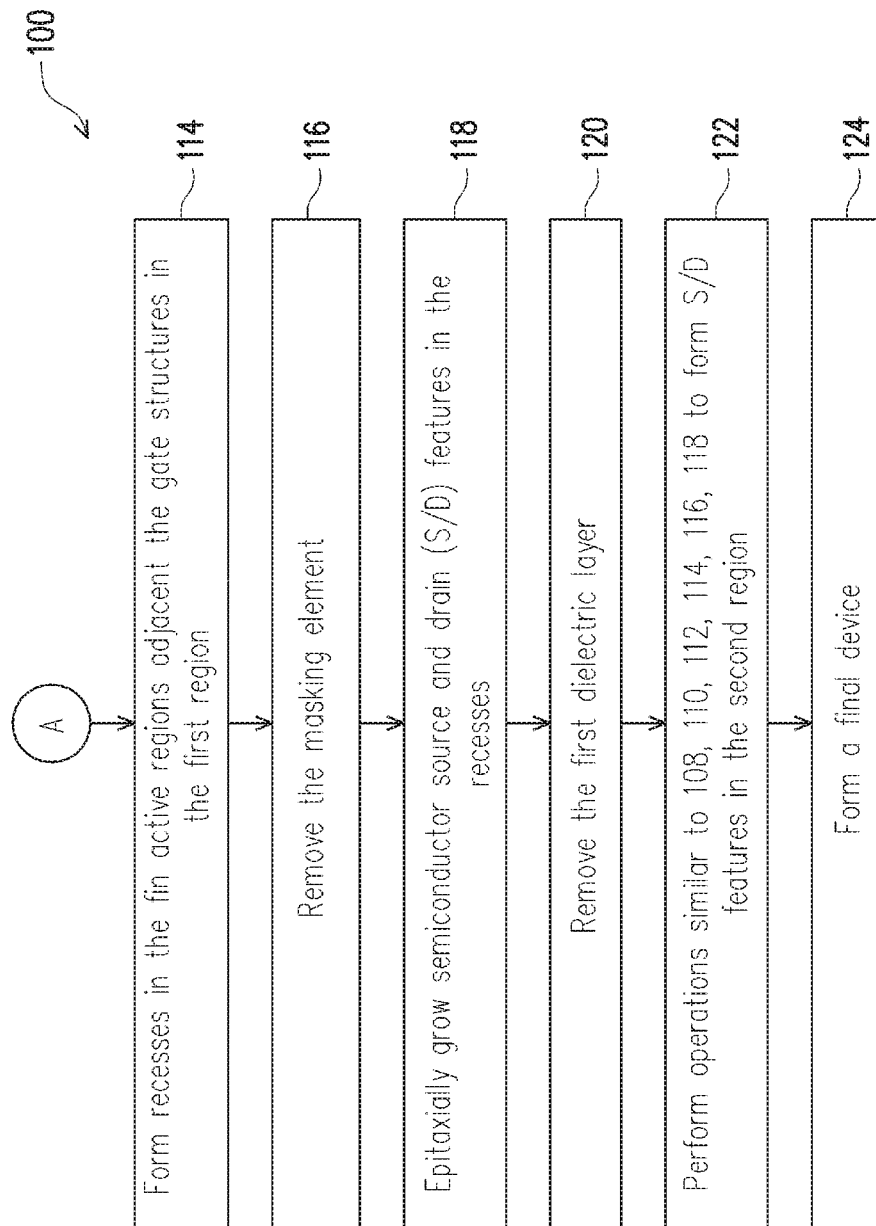 100
A
Form recesses in the fin active regions adjacent the gate structures in
the first region
114
Remove the masking element
116
Epitaxially grow semiconductor source and drain (S/D) features in the
recesses
118
Remove the first dielectric layer
120
Perform operations similar to 108, 110, 112, 114, 116, 118 to form S/D
features in the second region
122
Form a final device
124